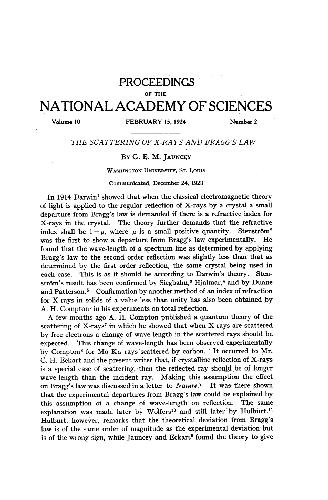 PROCEEDINGS
OF THE
NATIONAL ACADEMY OF SCIENCES
Volume 10 FEBRUARY 15, 1924 Number 2
THE SCATTERING OF X-RAYS AND BRAGG'S LAW
BY G. E. M. JAUNCEY
WASHINGTON UNIVERSITY, ST. LOUIS
Communicated, December 24, 1923
In 1914 Darwin¹ showed that when the classical electromagnetic theory
of light is applied to the regular reflection of X-rays by a crystal a small
departure from Bragg's law is demanded if there is a refractive index for
X-rays in the crystal. The theory further demands that the refractive
index shall be 1 − μ, where μ is a small positive quantity. Stenström²
was the first to show a departure from Bragg's law experimentally. He
found that the wave-length of a spectrum line as determined by applying
Bragg's law to the second order reflection was slightly less than that as
determined by the first order reflection, the same crystal being used in
each case. This is as it should be according to Darwin's theory. Sten-
ström's result has been confirmed by Siegbahn,³ Hjalmar,⁴ and by Duane
and Patterson.⁵ Confirmation by another method of an index of refraction
for X-rays in solids of a value less than unity has also been obtained by
A. H. Compton⁶ in his experiments on total reflection.
A few months ago A. H. Compton published a quantum theory of the
scattering of X-rays⁷ in which he showed that when X-rays are scattered
by free electrons a change of wave-length in the scattered rays should be
expected. This change of wave-length has been observed experimentally
by Compton⁸ for Mo Kα rays scattered by carbon. It occurred to Mr.
C. H. Eckart and the present writer that, if crystalline reflection of X-rays
is a special case of scattering, then the reflected ray should be of longer
wave-length than the incident ray. Making this assumption the effect
on Bragg's law was discussed in a letter to Nature.⁹ It was there shown
that the experimental departures from Bragg's law could be explained by
this assumption of a change of wave-length on reflection. The same
explanation was made later by Wolfers¹⁰ and still later by Hulburt.¹¹
Hulburt, however, remarks that the theoretical deviation from Bragg's
law is of the same order of magnitude as the experimental deviation but
is of the wrong sign, while Jauncey and Eckart⁹ found the theory to give